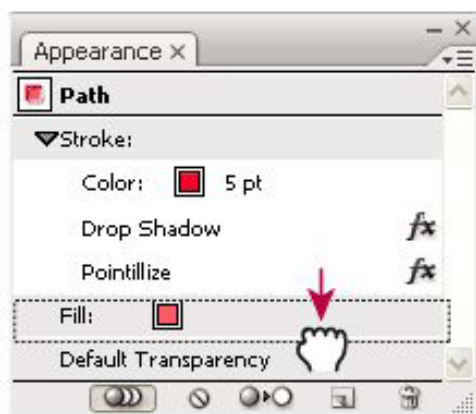 Appearance ×
Path
Stroke:
Color: 5 pt
Drop Shadow fx
Pointillize fx
Fill:
Default Transparency